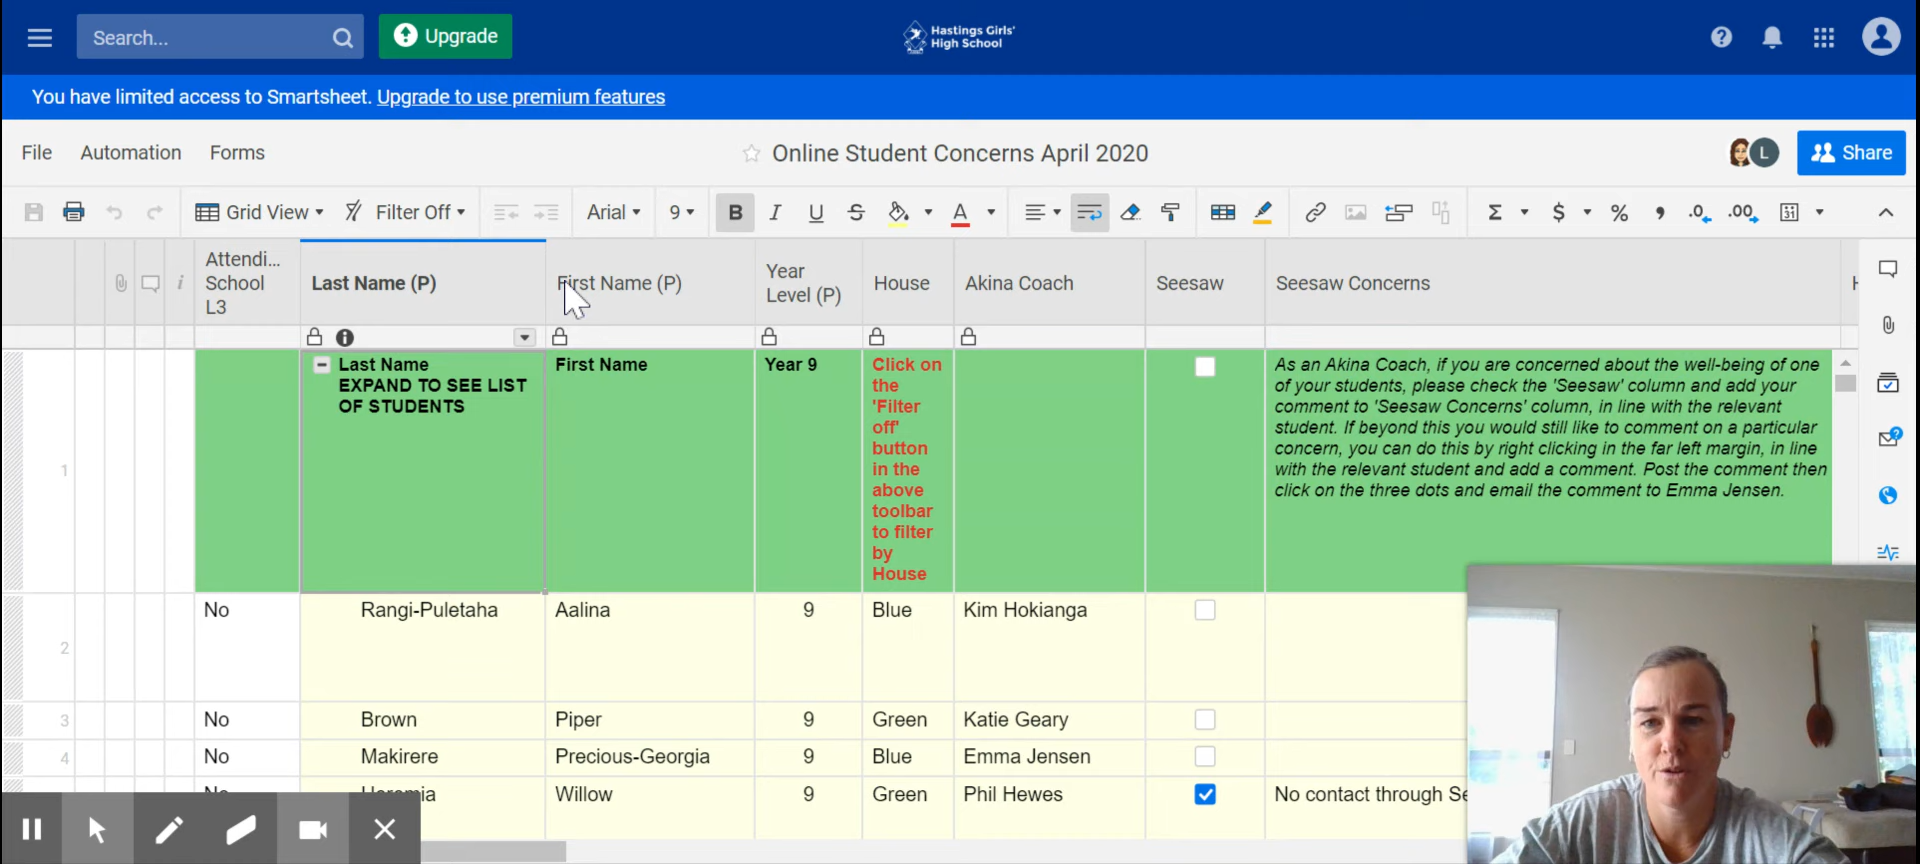 Search...
Upgrade
Hastings Girls'
High School
You have limited access to Smartsheet. Upgrade to use premium features
File Automation Forms
Online Student Concerns April 2020
L
Share
Grid View
Filter Off
Arial
9
B I U S A
Σ $ % , .0 .00 31
Attendi...
School
L3
Last Name (P)
First Name (P)
Year
Level (P)
House
Akina Coach
Seesaw
Seesaw Concerns
1
Last Name
EXPAND TO SEE LIST
OF STUDENTS
First Name
Year 9
Click on
the
'Filter
off'
button
in the
above
toolbar
to filter
by
House
As an Akina Coach, if you are concerned about the well-being of one
of your students, please check the 'Seesaw' column and add your
comment to 'Seesaw Concerns' column, in line with the relevant
student. If beyond this you would still like to comment on a particular
concern, you can do this by right clicking in the far left margin, in line
with the relevant student and add a comment. Post the comment then
click on the three dots and email the comment to Emma Jensen.
2 No Rangi-Puletaha Aalina 9 Blue Kim Hokianga
3 No Brown Piper 9 Green Katie Geary
4 No Makirere Precious-Georgia 9 Blue Emma Jensen
Willow 9 Green Phil Hewes No contact through